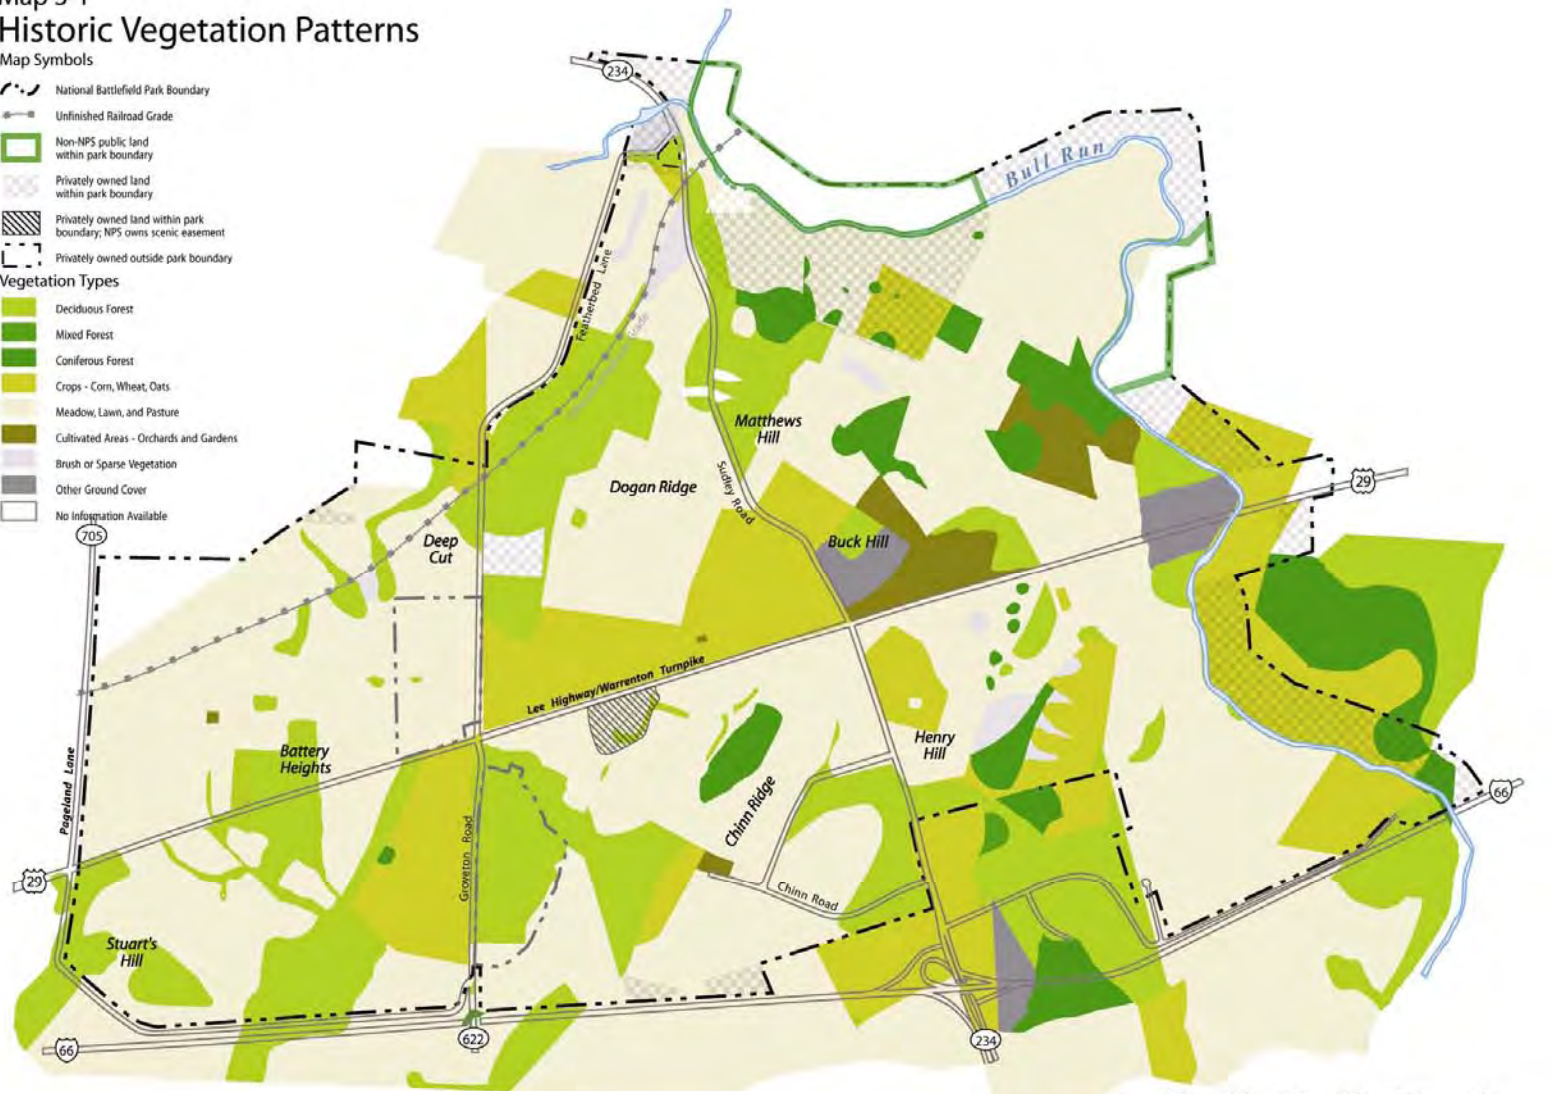 Historic Vegetation Patterns
Map Symbols
National Battlefield Park Boundary
Unfinished Railroad Grade
Non-NPS public land
within park boundary
Privately owned land
within park boundary
Privately owned land within park
boundary; NPS owns scenic easement
Privately owned outside park boundary
Vegetation Types
Deciduous Forest
Mixed Forest
Coniferous Forest
Crops - Corn, Wheat, Oats
Meadow, Lawn, and Pasture
Cultivated Areas - Orchards and Gardens
Brush or Sparse Vegetation
Other Ground Cover
No Information Available
234
Bull Run
Featherbed Lane
Matthews
Hill
Sudley Road
Dogan Ridge
29
705
Deep
Cut
Buck Hill
Lee Highway/Warrenton Turnpike
Battery
Heights
Henry
Hill
Pageland Lane
Chinn Ridge
66
Groveton Road
29
Chinn Road
Stuart's
Hill
66
622
234